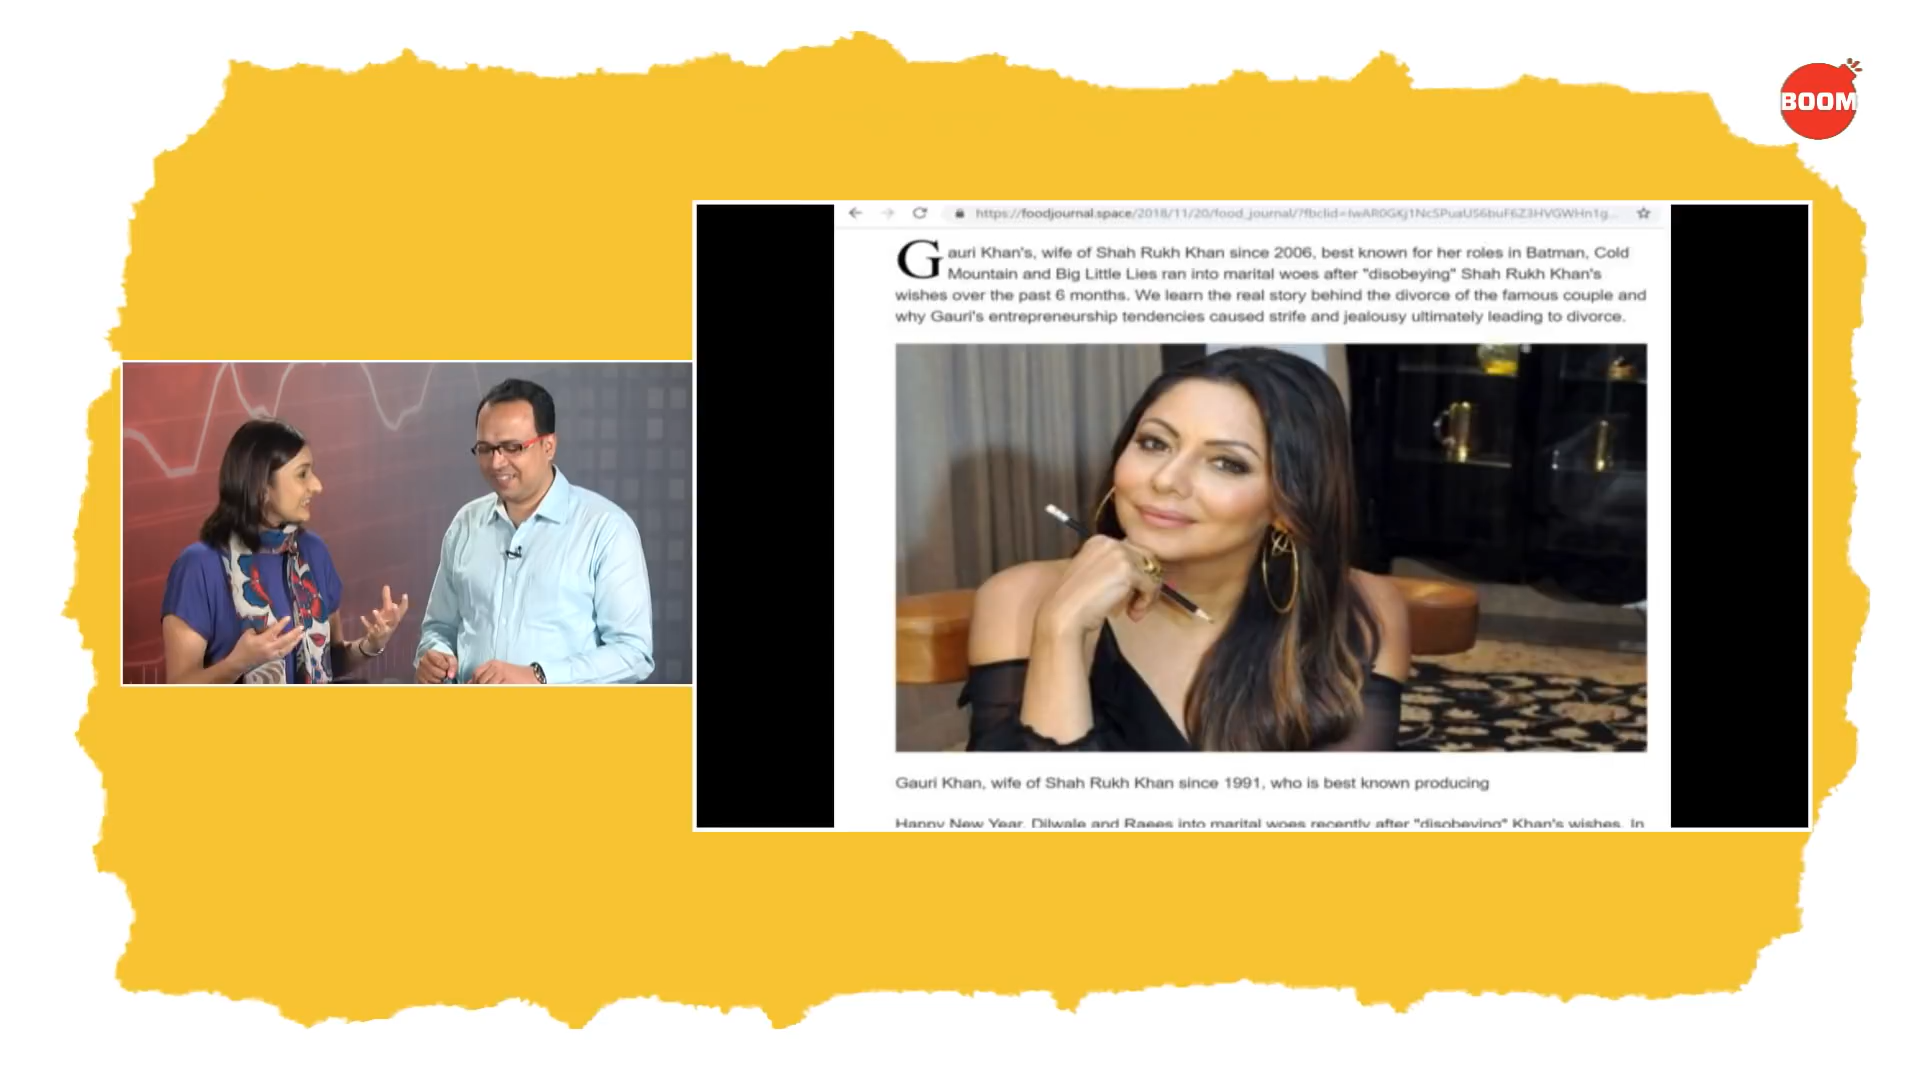 BOOM
https://foodjournal.space/2018/11/20/food_journal/?fbclid=
Gauri Khan's, wife of Shah Rukh Khan since 2006, best known for her roles in Batman, Cold
Mountain and Big Little Lies ran into marital woes after "disobeying" Shah Rukh Khan's
wishes over the past 6 months. We learn the real story behind the divorce of the famous couple and
why Gauri's entrepreneurship tendencies caused strife and jealousy ultimately leading to divorce.
Gauri Khan, wife of Shah Rukh Khan since 1991, who is best known producing
Happy New Year, Dilwale and Raees into marital woes recently after "disobeying" Khan's wishes. In